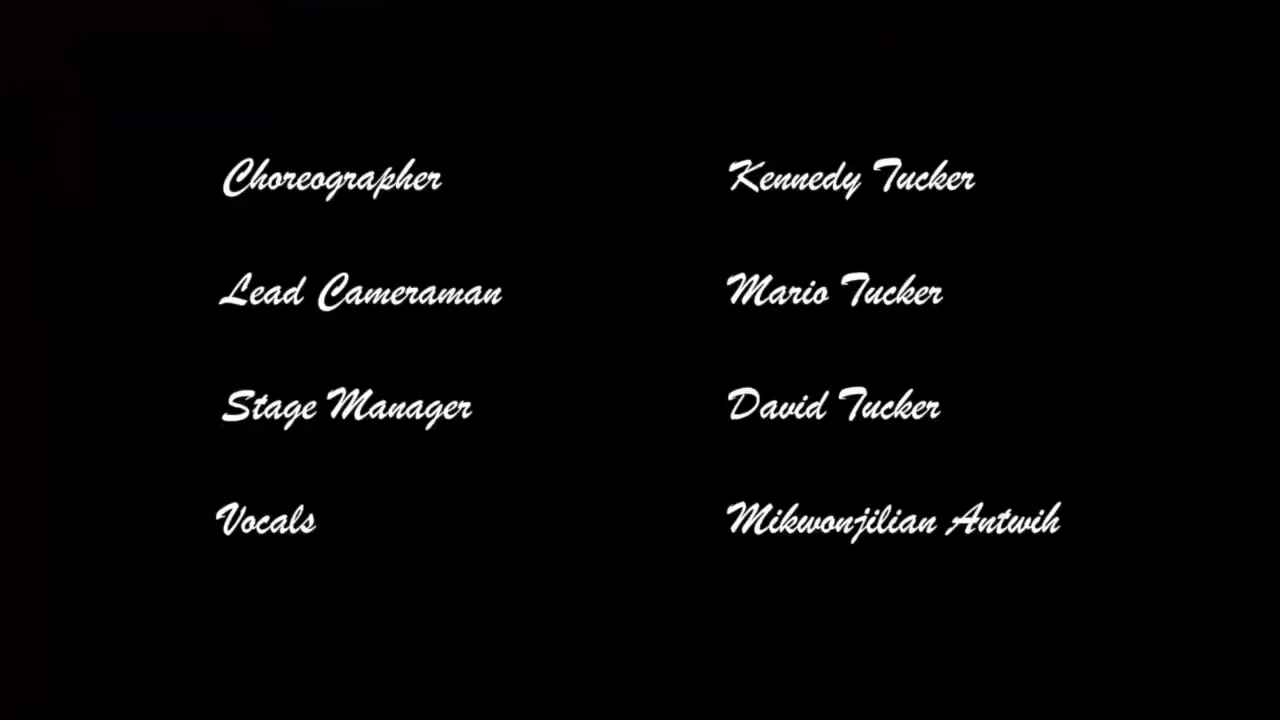 Choreographer Kennedy Tucker
Lead Cameraman Mario Tucker
Stage Manager David Tucker
Vocals Mikwonjilian Antwih